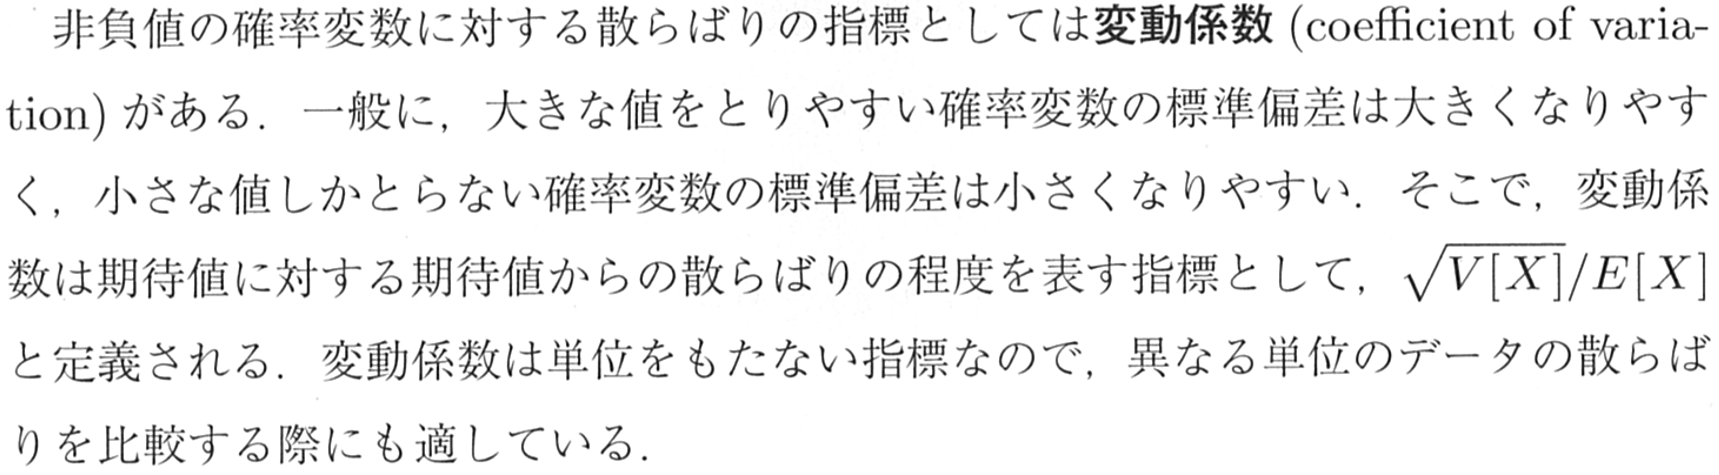 非負値の確率変数に対する散らばりの指標としては変動係数 (coefficient of varia-
tion) がある．一般に，大きな値をとりやすい確率変数の標準偏差は大きくなりやす
く，小さな値しかとらない確率変数の標準偏差は小さくなりやすい．そこで，変動係
数は期待値に対する期待値からの散らばりの程度を表す指標として，√V[X]/E[X]
と定義される．変動係数は単位をもたない指標なので，異なる単位のデータの散らば
りを比較する際にも適している．